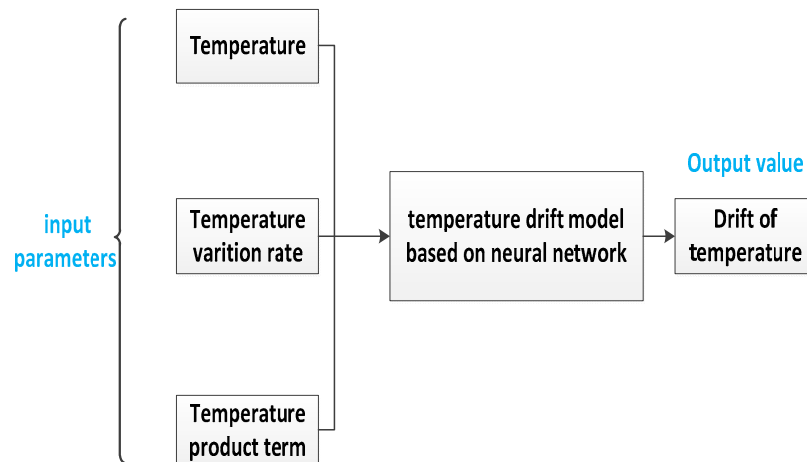 Temperature
Output value
input
parameters
Temperature
varition rate
temperature drift model
based on neural network
Drift of
temperature
Temperature
product term